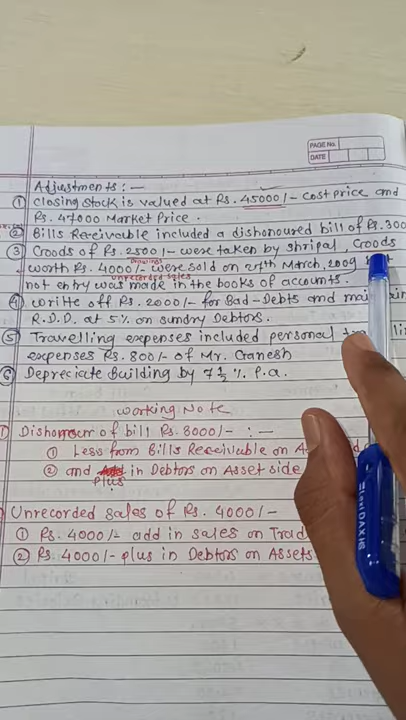 PAGE No.
DATE
Adjustments :-
① Closing stock is valued at Rs. 45000/- cost price and
Rs. 47000 Market Price.
② Bills Receivable included a dishonoured bill of Rs. 300
③ Goods of Rs. 2500/- were taken by Shripal, Goods
Drawings
worth Rs. 4000/- were sold on 27th March, 2009
unrecorded sales
not entry was made in the books of accounts.
④ Write off Rs. 2000/- for Bad-Debts and
R.D.D. at 5% on sundry Debtors.
⑤ Travelling expenses included personal
expenses Rs. 800/- of Mr. Ganesh
⑥ Depreciate Building by 7 1/2 % P.a.
Working Note
Dishonour of bill Rs. 3000/- :-
① Less from Bills Receivable on
② and plus in Debtors on Asset side
Unrecorded sales of Rs. 4000/-
① Rs. 4000/- add in sales on Trad
② Rs. 4000/- plus in Debtors on Assets